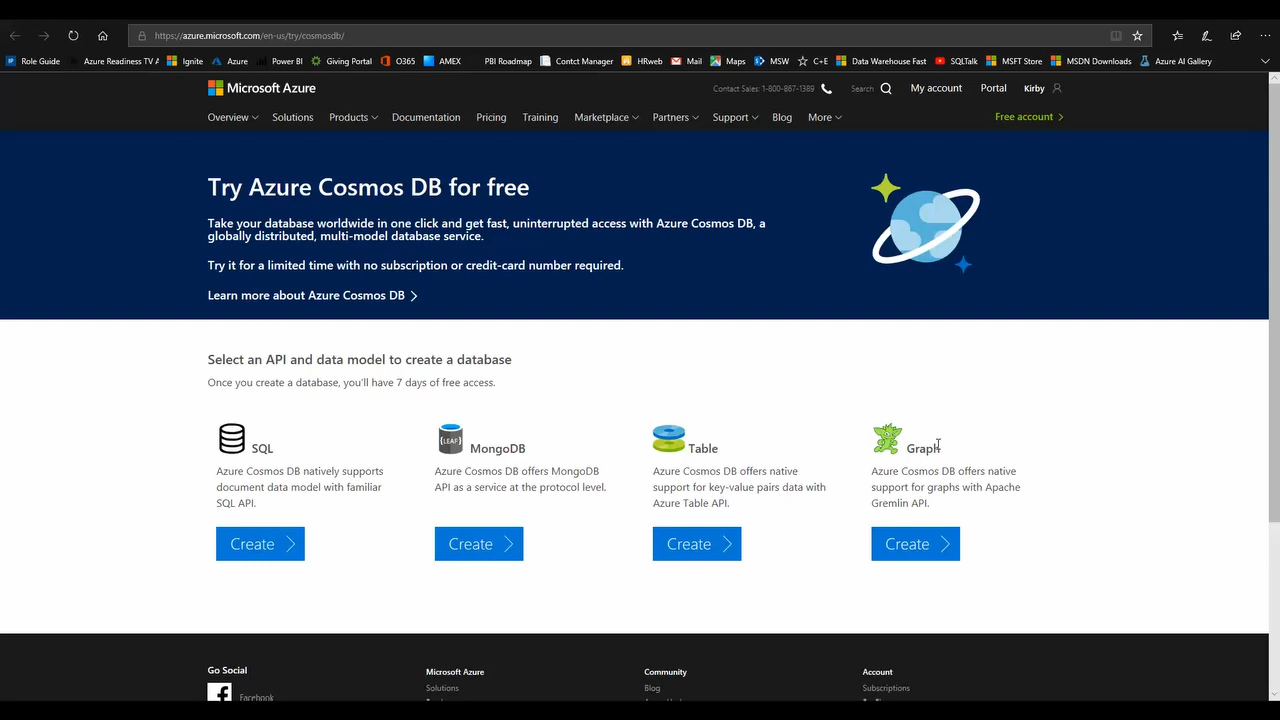 https://azure.microsoft.com/en-us/try/cosmosdb/
Role Guide Azure Readiness TV A Ignite Azure Power BI Giving Portal O365 AMEX PBI Roadmap Contct Manager HRweb Mail Maps MSW C+E Data Warehouse Fast SQLTalk MSFT Store MSDN Downloads Azure AI Gallery
Microsoft Azure
Contact Sales: 1-800-867-1389 Search My account Portal Kirby
Overview Solutions Products Documentation Pricing Training Marketplace Partners Support Blog More Free account
Try Azure Cosmos DB for free
Take your database worldwide in one click and get fast, uninterrupted access with Azure Cosmos DB, a
globally distributed, multi-model database service.
Try it for a limited time with no subscription or credit-card number required.
Learn more about Azure Cosmos DB
Select an API and data model to create a database
Once you create a database, you'll have 7 days of free access.
SQL
Azure Cosmos DB natively supports
document data model with familiar
SQL API.
Create
{LEAF}
MongoDB
Azure Cosmos DB offers MongoDB
API as a service at the protocol level.
Create
Table
Azure Cosmos DB offers native
support for key-value pairs data with
Azure Table API.
Create
Graph
Azure Cosmos DB offers native
support for graphs with Apache
Gremlin API.
Create
Go Social
Facebook
Microsoft Azure
Solutions
Community
Blog
Account
Subscriptions